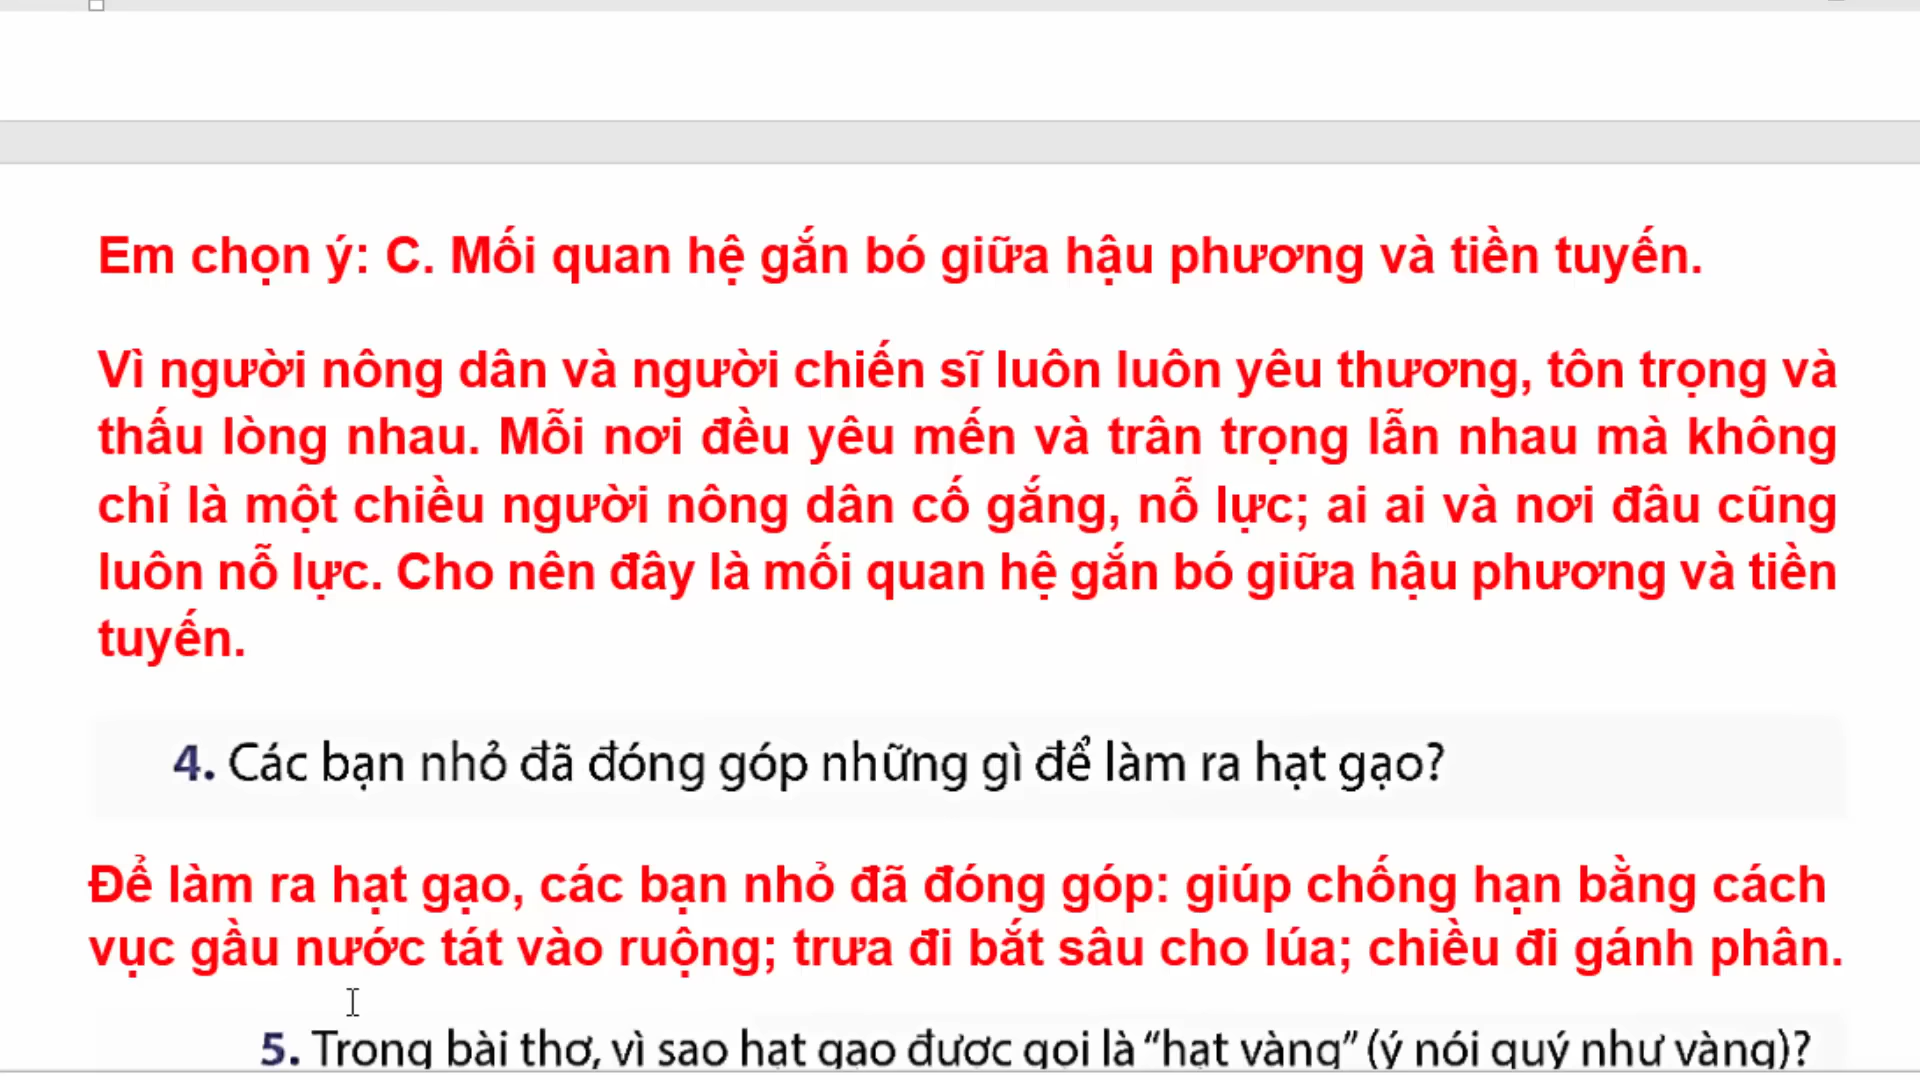 Em chọn ý: C. Mối quan hệ gắn bó giữa hậu phương và tiền tuyến.
Vì người nông dân và người chiến sĩ luôn luôn yêu thương, tôn trọng và
thấu lòng nhau. Mỗi nơi đều yêu mến và trân trọng lẫn nhau mà không
chỉ là một chiều người nông dân cố gắng, nỗ lực; ai ai và nơi đâu cũng
luôn nỗ lực. Cho nên đây là mối quan hệ gắn bó giữa hậu phương và tiền
tuyến.
4. Các bạn nhỏ đã đóng góp những gì để làm ra hạt gạo?
Để làm ra hạt gạo, các bạn nhỏ đã đóng góp: giúp chống hạn bằng cách
vục gầu nước tát vào ruộng; trưa đi bắt sâu cho lúa; chiều đi gánh phân.
5. Trong bài thơ, vì sao hạt gạo được gọi là “hạt vàng” (ý nói quý như vàng)?